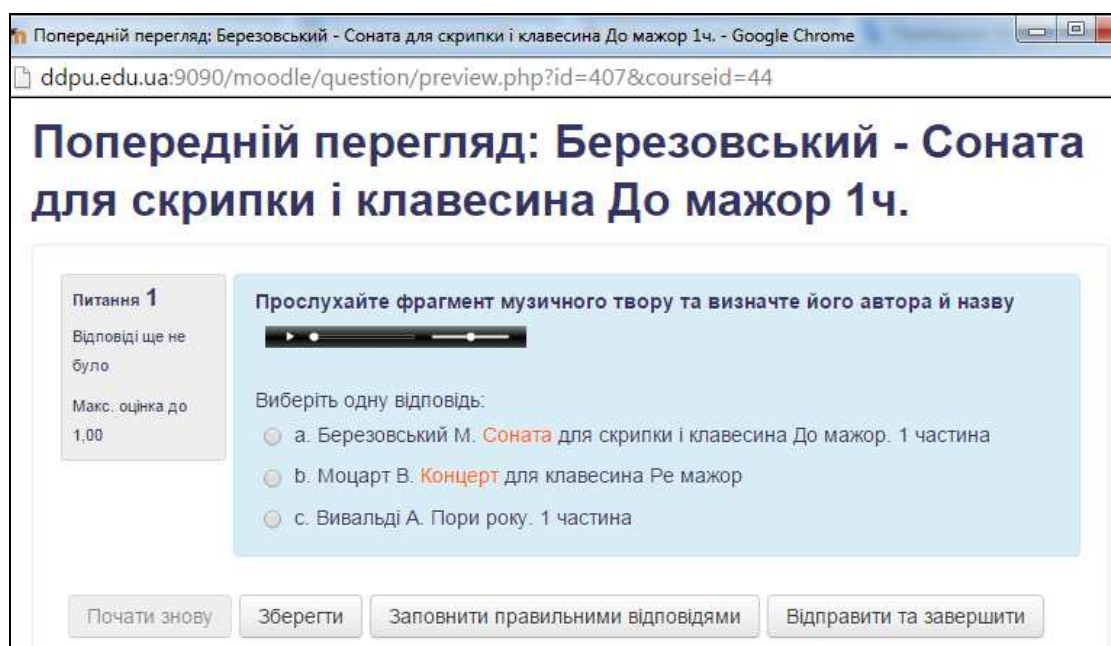 Попередній перегляд: Березовський - Соната для скрипки і клавесина До мажор 1ч. - Google Chrome
ddpu.edu.ua:9090/moodle/question/preview.php?id=407&courseid=44
Попередній перегляд: Березовський - Соната
для скрипки і клавесина До мажор 1ч.
Питання 1
Відповіді ще не
було
Макс. оцінка до
1,00
Прослухайте фрагмент музичного твору та визначте його автора й назву
Виберіть одну відповідь:
a. Березовський М. Соната для скрипки і клавесина До мажор. 1 частина
b. Моцарт В. Концерт для клавесина Ре мажор
c. Вивальді А. Пори року. 1 частина
Почати знову
Зберегти
Заповнити правильними відповідями
Відправити та завершити